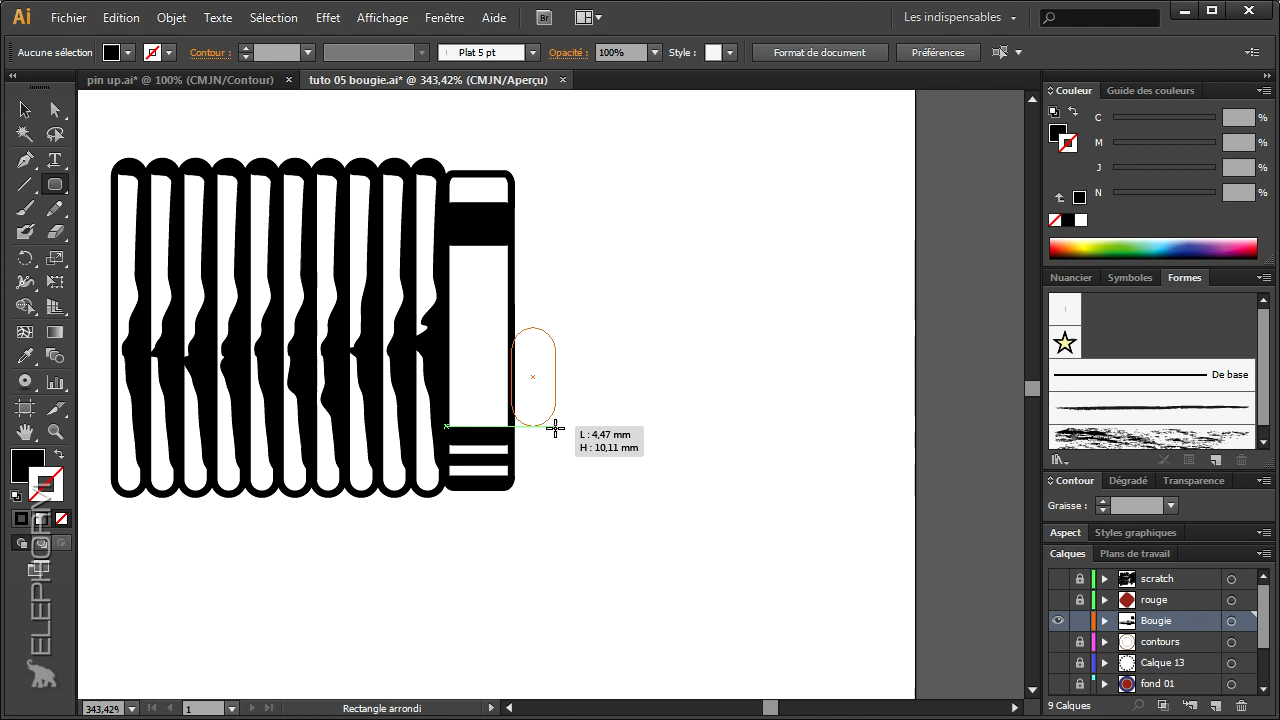 Ai Fichier Edition Objet Texte Sélection Effet Affichage Fenêtre Aide Br Les indispensables
Aucune sélection Contour : Plat 5 pt Opacité : 100% Style : Format de document Préférences
pin up.ai* @ 100% (CMJN/Contour) × tuto 05 bougie.ai* @ 343,42% (CMJN/Aperçu) ×
Couleur Guide des couleurs
C %
M %
J %
N %
Nuancier Symboles Formes
De base
L : 4,47 mm
H : 10,11 mm
Contour Dégradé Transparence
Graisse :
Aspect Styles graphiques
Calques Plans de travail
scratch
rouge
Bougie
contours
Calque 13
fond 01
9 Calques
343,42% 1 Rectangle arrondi
ELEPHORM